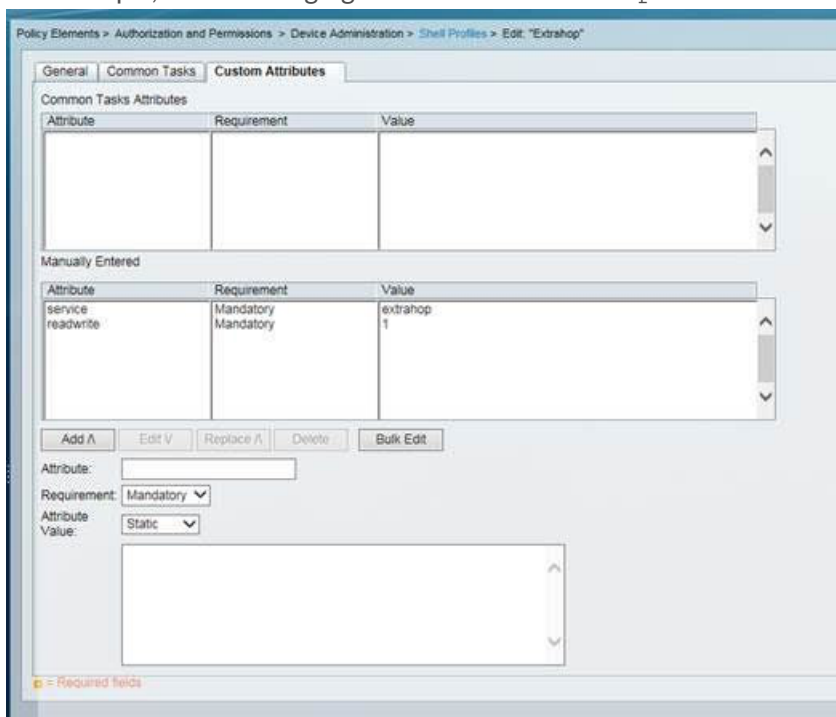 Policy Elements > Authorization and Permissions > Device Administration > Shell Profiles > Edit: "Extrahop"
General Common Tasks Custom Attributes
Common Tasks Attributes
Attribute Requirement Value
Manually Entered
Attribute Requirement Value
service Mandatory extrahop
readwrite Mandatory 1
Add /\ Edit V Replace /\ Delete Bulk Edit
Attribute:
Requirement: Mandatory
Attribute Value: Static
= Required fields